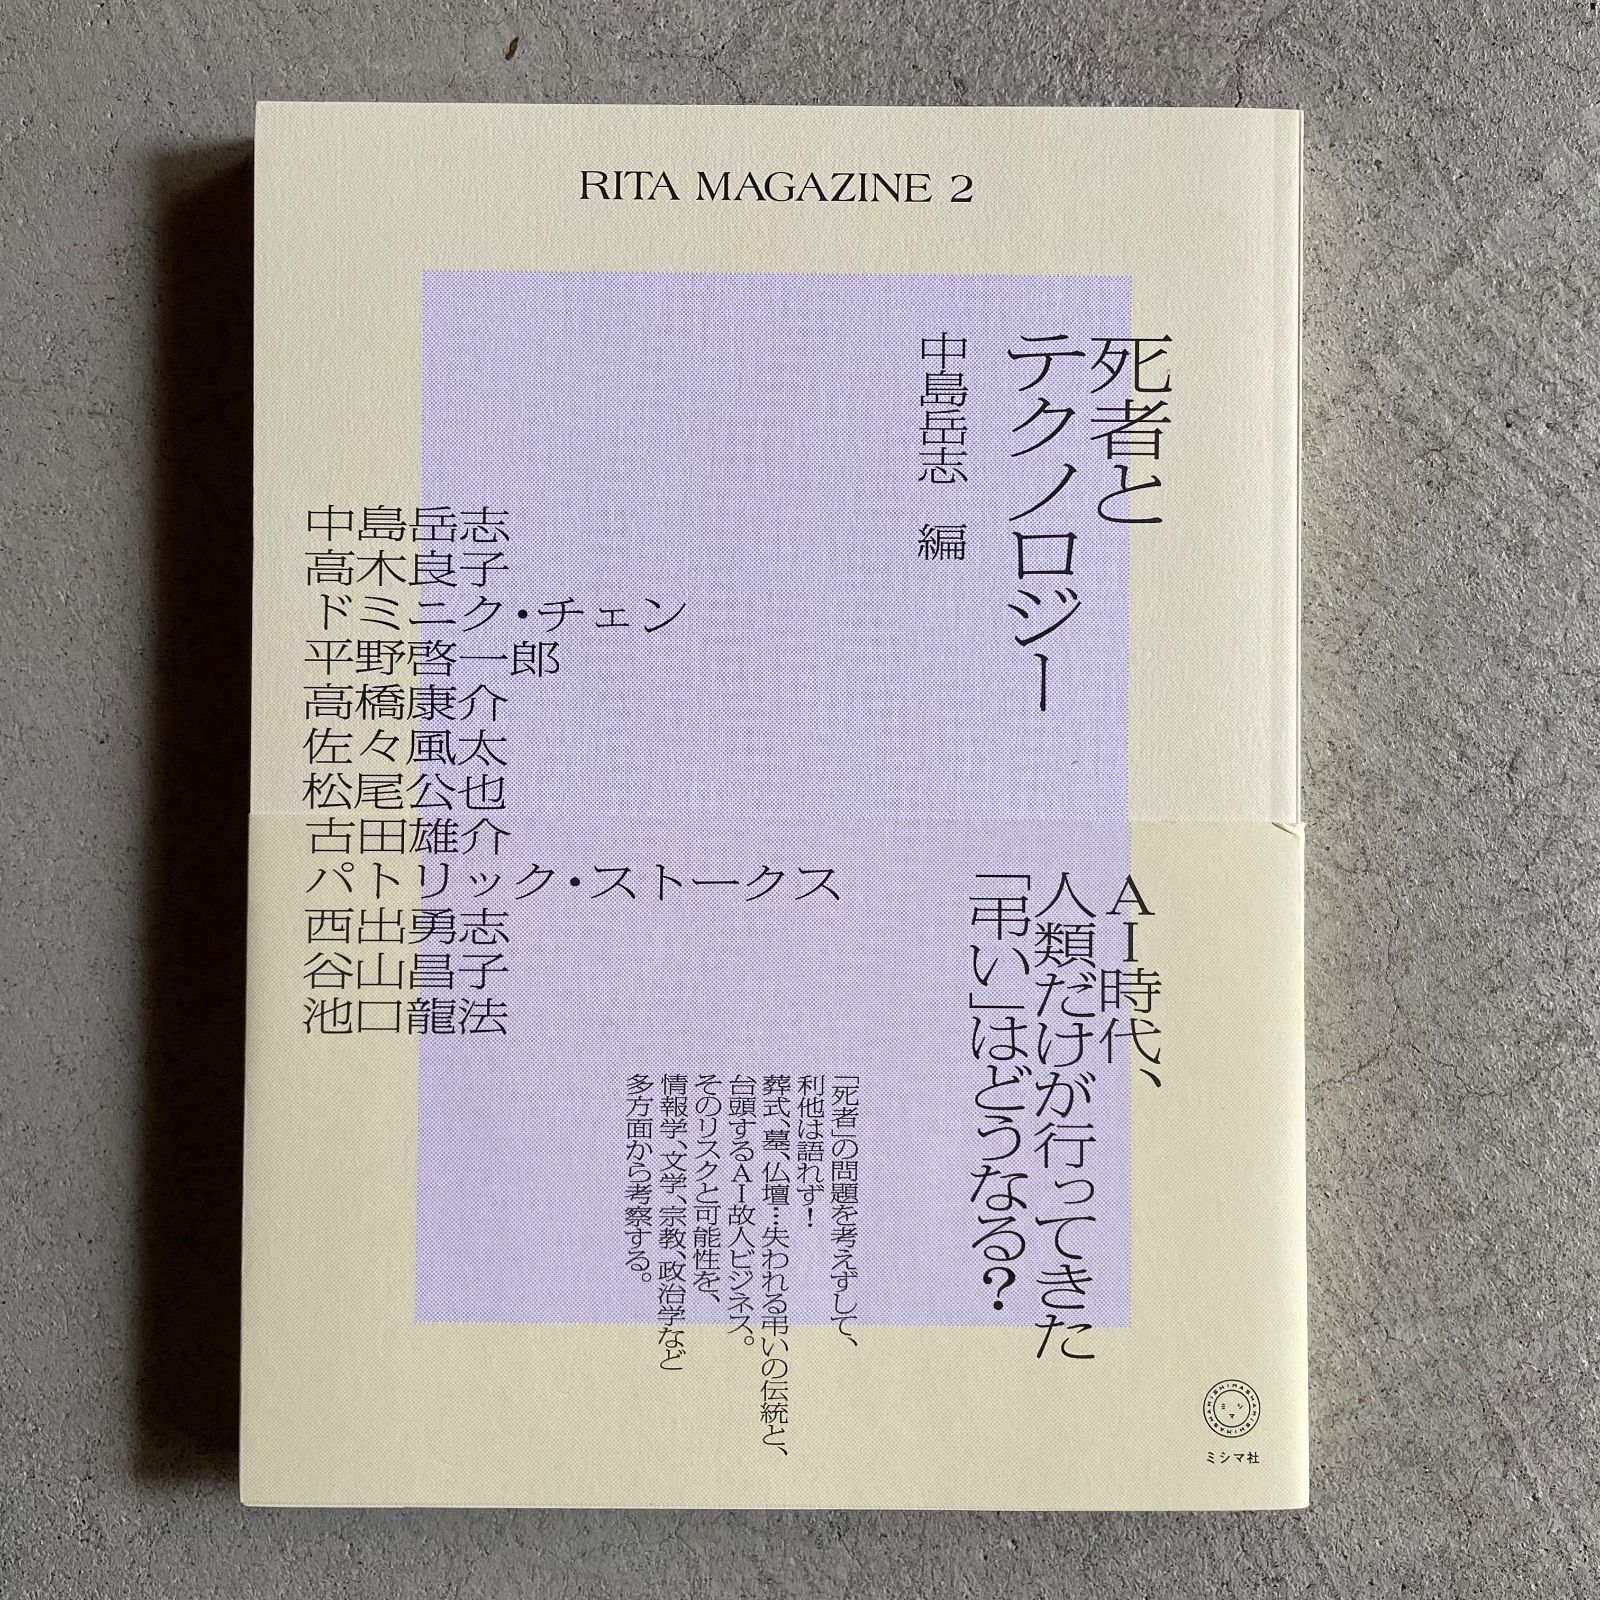 RITA MAGAZINE 2
死者と
テクノロジー
中島岳志 編
中島岳志
高木良子
ドミニク・チェン
平野啓一郎
高橋康介
佐々風太
松尾公也
古田雄介
パトリック・ストークス
西出勇志
谷山昌子
池口龍法
AI時代、
人類だけが行ってきた
「弔い」はどうなる?
「死者」の問題を考えずして、
利他は語れず!
葬式、墓、仏壇…失われる弔いの伝統と、
台頭するAI故人ビジネス。
そのリスクと可能性を、
情報学、文学、宗教、政治学など
多方面から考察する。
ミシマ
ミシマ社